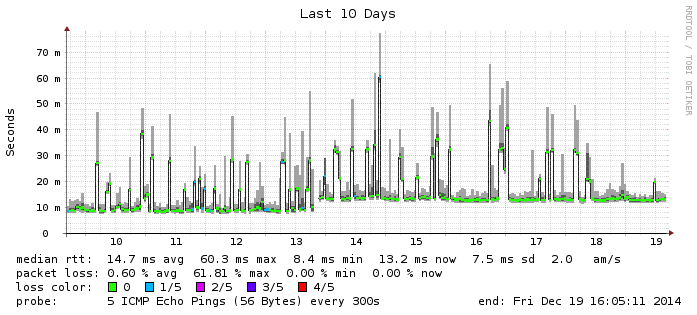 Last 10 Days
RRDTOOL / TOBI OETIKER
Seconds
70 m
60 m
50 m
40 m
30 m
20 m
10 m
0
10 11 12 13 14 15 16 17 18 19
median rtt: 14.7 ms avg 60.3 ms max 8.4 ms min 13.2 ms now 7.5 ms sd 2.0 am/s
packet loss: 0.60 % avg 61.81 % max 0.00 % min 0.00 % now
loss color: 0 1/5 2/5 3/5 4/5
probe: 5 ICMP Echo Pings (56 Bytes) every 300s end: Fri Dec 19 16:05:11 2014